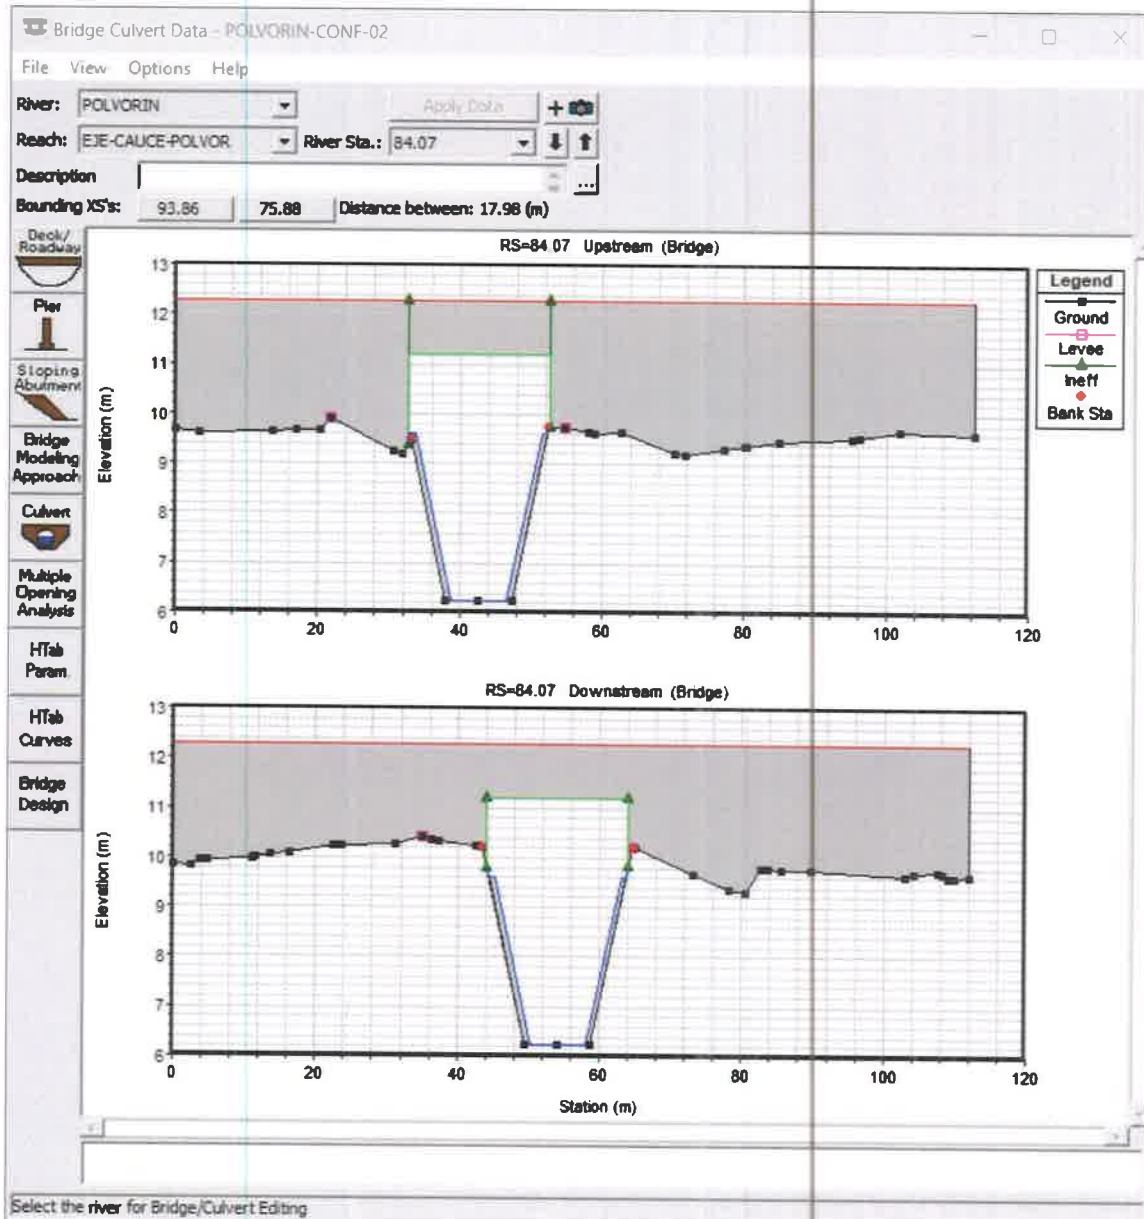 Bridge Culvert Data - POLVORIN-CONF-02
File View Options Help
River: POLVORIN Apply Data +
Reach: EJE-CAUCE-POLVOR River Sta.: 84.07
Description ...
Bounding XS's: 93.86 75.88 Distance between: 17.98 (m)
Deck/
Roadway
Pier
Sloping
Abutment
Bridge
Modeling
Approach
Culvert
Multiple
Opening
Analysis
HTab
Param
HTab
Curves
Bridge
Design
RS=84.07 Upstream (Bridge)
Elevation (m)
13
12
11
10
9
8
7
6
0 20 40 60 80 100 120
Legend
Ground
Levee
Ineff
Bank Sta
RS=84.07 Downstream (Bridge)
Elevation (m)
13
12
11
10
9
8
7
6
0 20 40 60 80 100 120
Station (m)
Select the river for Bridge/Culvert Editing